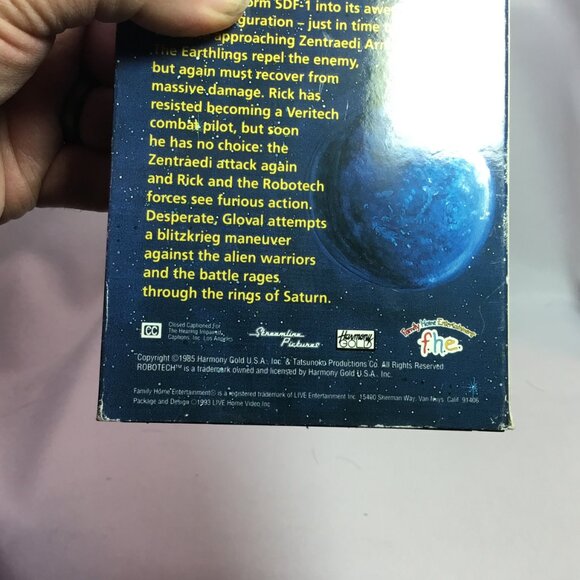 orm SDF-1 into its awe
guration – just in time
approaching Zentraedi Arm
The Earthlings repel the enemy,
but again must recover from
massive damage. Rick has
resisted becoming a Veritech
combat pilot, but soon
he has no choice: the
Zentraedi attack again
and Rick and the Robotech
forces see furious action.
Desperate, Gloval attempts
a blitzkrieg maneuver
against the alien warriors
and the battle rages
through the rings of Saturn.
CC
Closed Captioned For
The Hearing Impaired
Captions, Inc. Los Angeles
Streamline
Pictures
Harmony
GOLD
Family Home Entertainment
f.h.e.
Copyright ©1985 Harmony Gold U.S.A., Inc. & Tatsunoko Productions Co. All Rights Reserved
ROBOTECH™ is a trademark owned and licensed by Harmony Gold U.S.A., Inc.
Family Home Entertainment® is a registered trademark of LIVE Entertainment Inc. 15400 Sherman Way, Van Nuys, Calif. 91406
Package and Design ©1993 LIVE Home Video Inc.